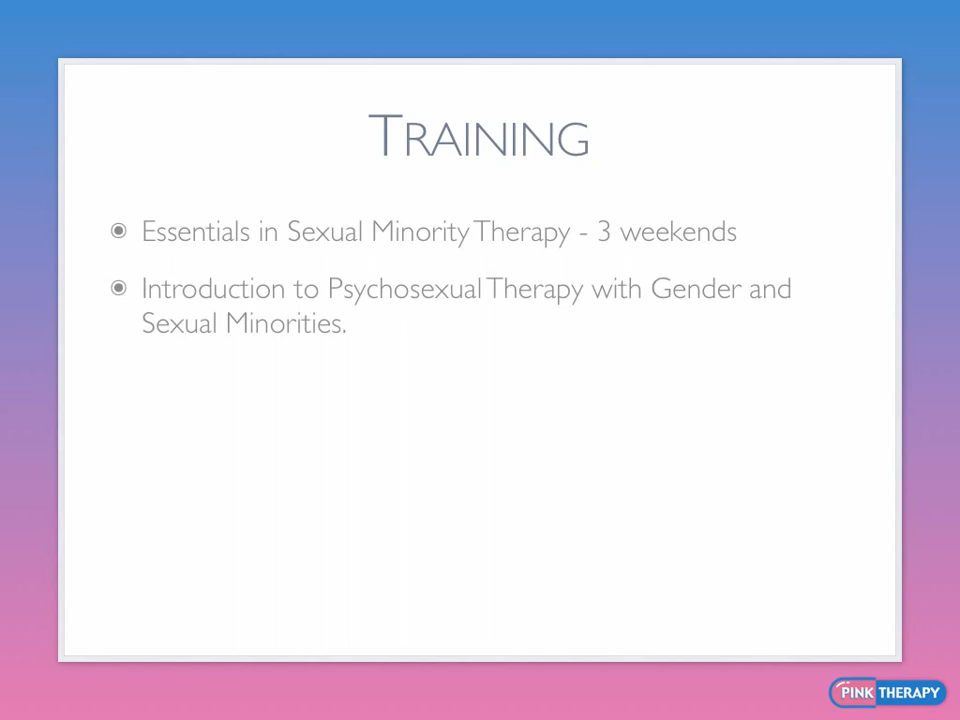 TRAINING
Essentials in Sexual Minority Therapy - 3 weekends
Introduction to Psychosexual Therapy with Gender and
Sexual Minorities.
PINK THERAPY